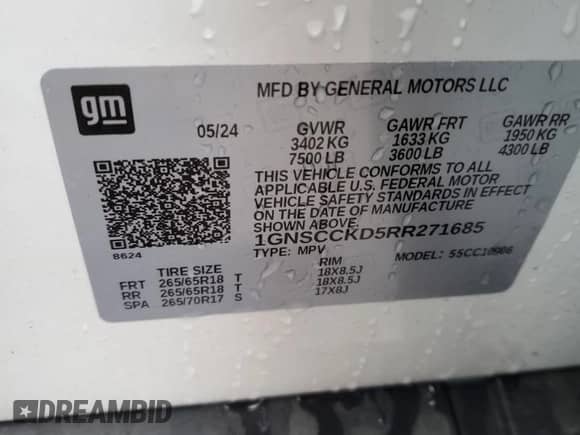 gm
MFD BY GENERAL MOTORS LLC
05/24 GVWR GAWR FRT GAWR RR
3402 KG 1633 KG 1950 KG
7500 LB 3600 LB 4300 LB
THIS VEHICLE CONFORMS TO ALL
APPLICABLE U.S. FEDERAL MOTOR
VEHICLE SAFETY STANDARDS IN EFFECT
ON THE DATE OF MANUFACTURE
SHOWN ABOVE.
1GNSCCKD5RR271685
8624
TYPE: MPV MODEL: 55CC10906
TIRE SIZE RIM
FRT 265/65R18 T 18X8.5J
RR 265/65R18 T 18X8.5J
SPA 265/70R17 S 17X8J
DREAMBID